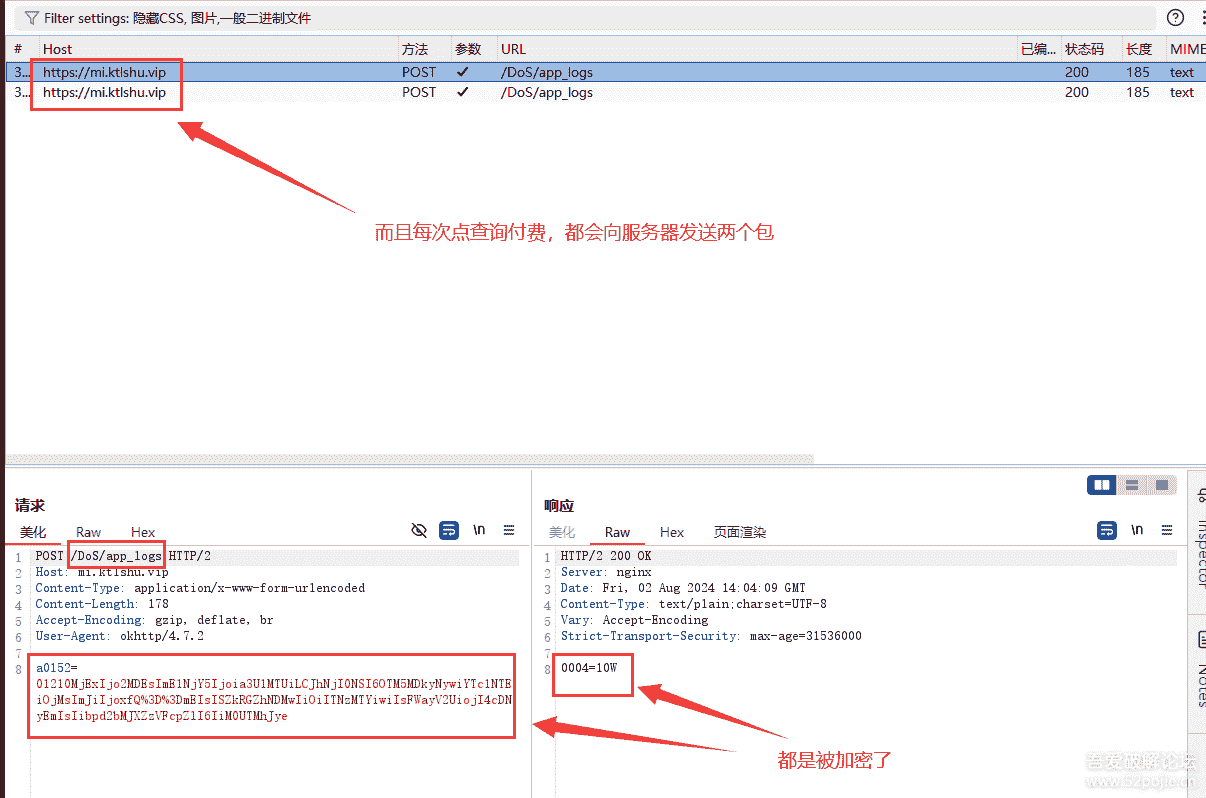 Filter settings: 隐藏CSS, 图片,一般二进制文件
# Host 方法 参数 URL 已编... 状态码 长度 MIME
3... https://mi.ktlshu.vip POST ✓ /DoS/app_logs 200 185 text
3... https://mi.ktlshu.vip POST ✓ /DoS/app_logs 200 185 text
而且每次点查询付费，都会向服务器发送两个包
请求
美化 Raw Hex \n
1 POST /DoS/app_logs HTTP/2
2 Host: mi.ktlshu.vip
3 Content-Type: application/x-www-form-urlencoded
4 Content-Length: 178
5 Accept-Encoding: gzip, deflate, br
6 User-Agent: okhttp/4.7.2
7
8 a0152=
响应
美化 Raw Hex 页面渲染 \n
1 HTTP/2 200 OK
2 Server: nginx
3 Date: Fri, 02 Aug 2024 14:04:09 GMT
4 Content-Type: text/plain;charset=UTF-8
5 Vary: Accept-Encoding
6 Strict-Transport-Security: max-age=31536000
7
8 0004=10W
都是被加密了
Inspector
Notes
吾爱破解论坛
www.52pojie.cn